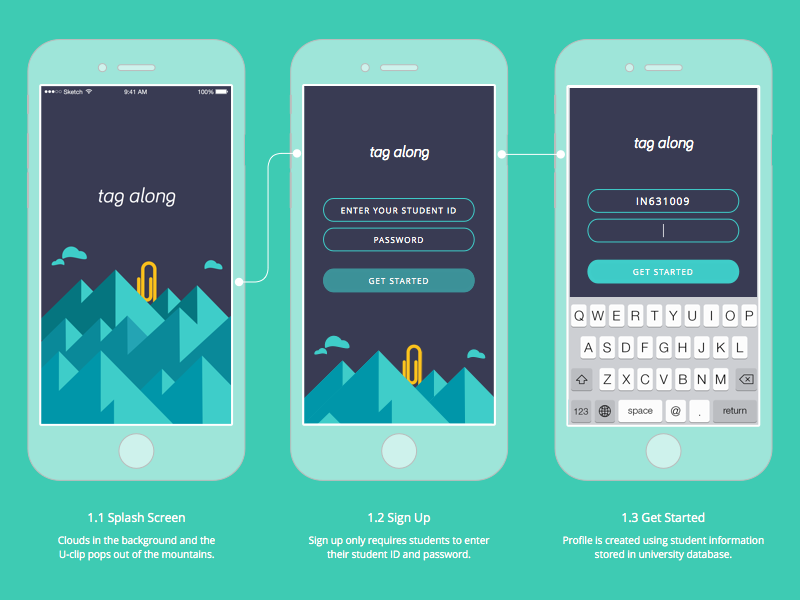 Sketch 9:41 AM 100%
tag along
1.1 Splash Screen
Clouds in the background and the
U-clip pops out of the mountains.
tag along
ENTER YOUR STUDENT ID
PASSWORD
GET STARTED
1.2 Sign Up
Sign up only requires students to enter
their student ID and password.
tag along
IN631009
GET STARTED
Q W E R T Y U I O P
A S D F G H J K L
Z X C V B N M
123 space @ . return
1.3 Get Started
Profile is created using student information
stored in university database.